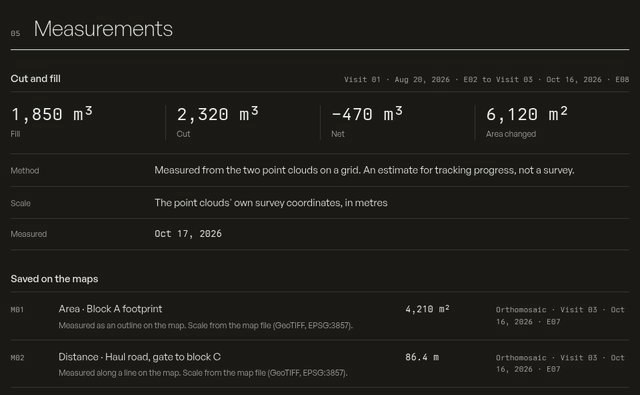 05 Measurements
Cut and fill
Visit 01 · Aug 20, 2026 · E02 to Visit 03 · Oct 16, 2026 · E08
1,850 m³
Fill
2,320 m³
Cut
−470 m³
Net
6,120 m²
Area changed
Method
Measured from the two point clouds on a grid. An estimate for tracking progress, not a survey.
Scale
The point clouds' own survey coordinates, in metres
Measured
Oct 17, 2026
Saved on the maps
M01
Area · Block A footprint
Measured as an outline on the map. Scale from the map file (GeoTIFF, EPSG:3857).
4,210 m²
Orthomosaic · Visit 03 · Oct
16, 2026 · E07
M02
Distance · Haul road, gate to block C
Measured along a line on the map. Scale from the map file (GeoTIFF, EPSG:3857).
86.4 m
Orthomosaic · Visit 03 · Oct
16, 2026 · E07